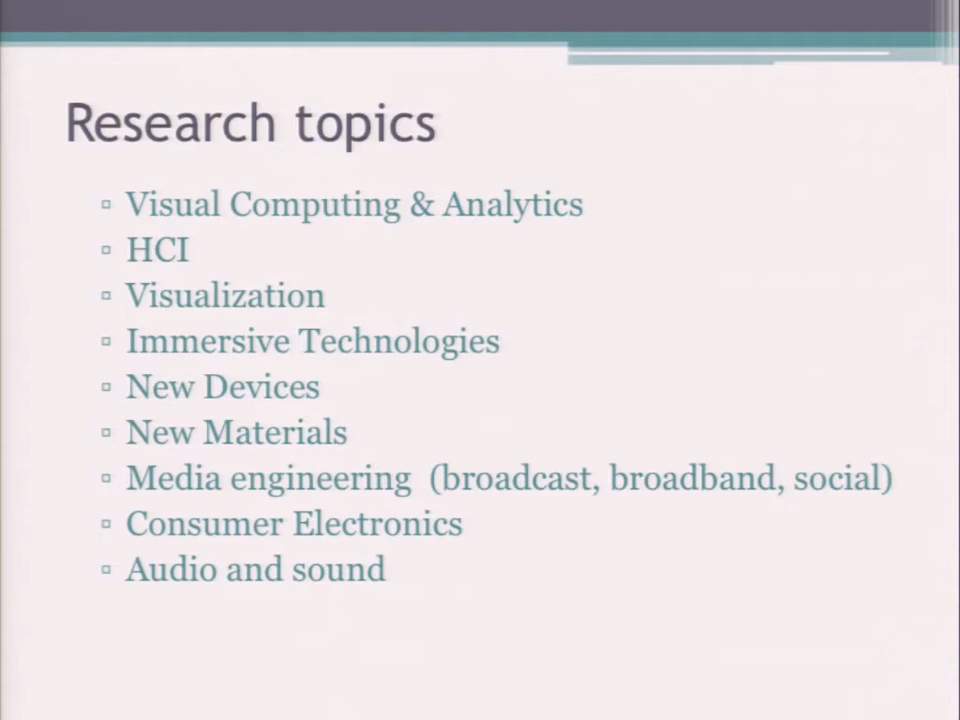 Research topics
▫ Visual Computing & Analytics
▫ HCI
▫ Visualization
▫ Immersive Technologies
▫ New Devices
▫ New Materials
▫ Media engineering (broadcast, broadband, social)
▫ Consumer Electronics
▫ Audio and sound